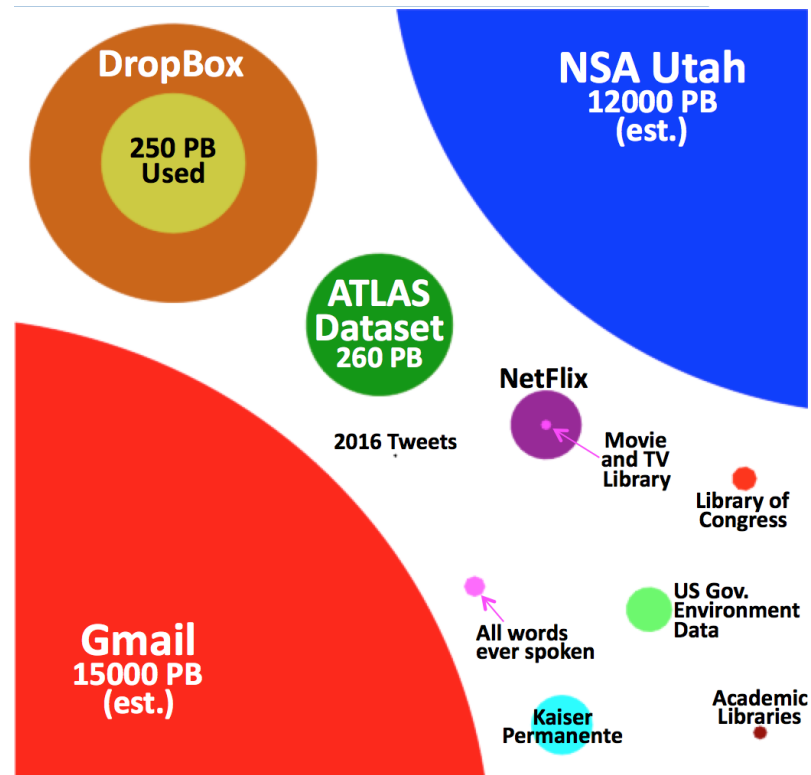 DropBox
250 PB
Used
NSA Utah
12000 PB
(est.)
ATLAS
Dataset
260 PB
NetFlix
Movie
and TV
Library
2016 Tweets
Library of
Congress
All words
ever spoken
US Gov.
Environment
Data
Gmail
15000 PB
(est.)
Kaiser
Permanente
Academic
Libraries